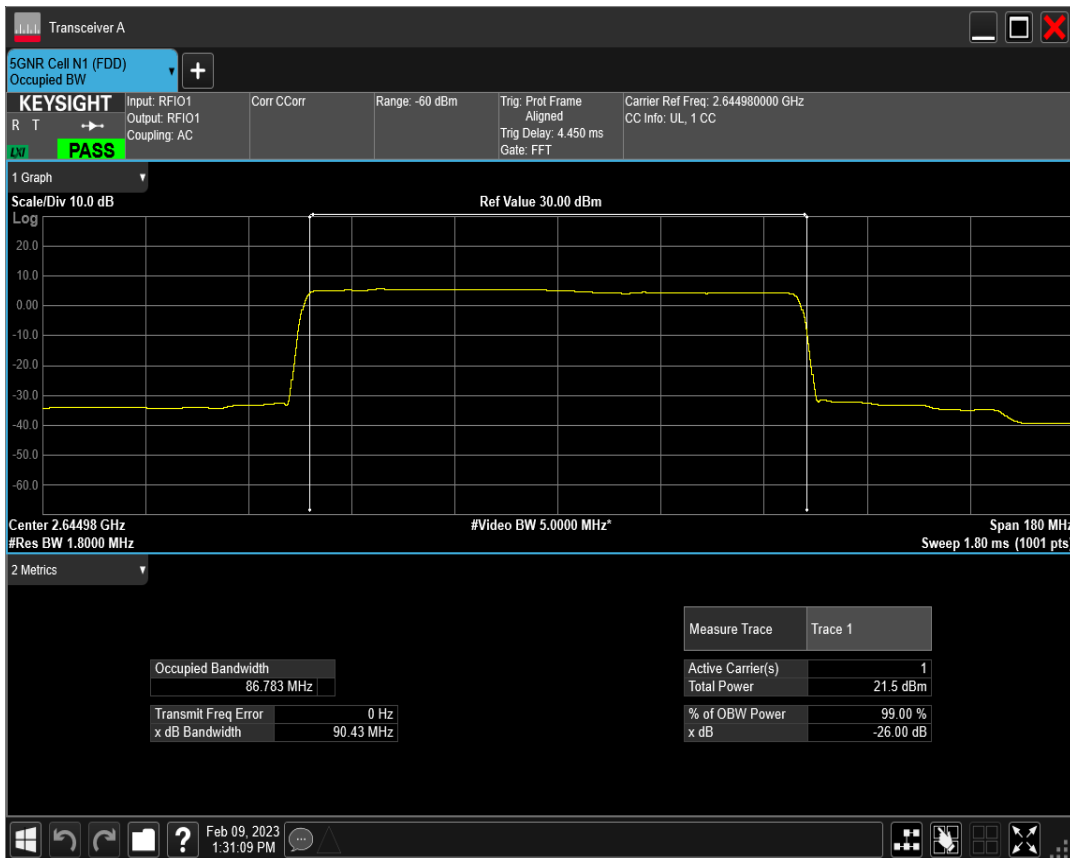 Transceiver A
5GNR Cell N1 (FDD)
Occupied BW
KEYSIGHT
R T
LXI
PASS
Input: RFIO1
Output: RFIO1
Coupling: AC
Corr CCorr
Range: -60 dBm
Trig: Prot Frame
Aligned
Trig Delay: 4.450 ms
Gate: FFT
Carrier Ref Freq: 2.644980000 GHz
CC Info: UL, 1 CC
1 Graph
Scale/Div 10.0 dB
Ref Value 30.00 dBm
Log
20.0
10.0
0.00
-10.0
-20.0
-30.0
-40.0
-50.0
-60.0
Center 2.64498 GHz
#Video BW 5.0000 MHz*
Span 180 MHz
#Res BW 1.8000 MHz
Sweep 1.80 ms (1001 pts)
2 Metrics
Measure Trace Trace 1
Occupied Bandwidth
86.783 MHz
Active Carrier(s) 1
Total Power 21.5 dBm
Transmit Freq Error 0 Hz
x dB Bandwidth 90.43 MHz
% of OBW Power 99.00 %
x dB -26.00 dB
?
Feb 09, 2023
1:31:09 PM